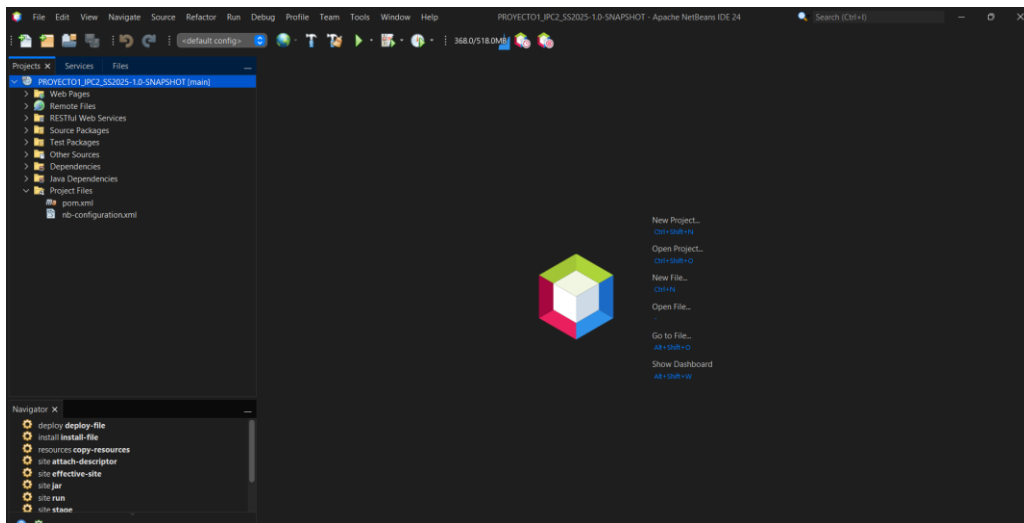 File Edit View Navigate Source Refactor Run Debug Profile Team Tools Window Help PROYECTO1_IPC2_SS2025-1.0-SNAPSHOT - Apache NetBeans IDE 24 Search (Ctrl+I)
<default config> 368.0/518.0MB
Projects Services Files
PROYECTO1_IPC2_SS2025-1.0-SNAPSHOT [main]
Web Pages
Remote Files
RESTful Web Services
Source Packages
Test Packages
Other Sources
Dependencies
Java Dependencies
Project Files
pom.xml
nb-configuration.xml
New Project...
Ctrl+Shift+N
Open Project...
Ctrl+Shift+O
New File...
Ctrl+N
Open File...
-
Go to File...
Alt+Shift+O
Show Dashboard
Alt+Shift+W
Navigator
deploy deploy-file
install install-file
resources copy-resources
site attach-descriptor
site effective-site
site jar
site run
site stage